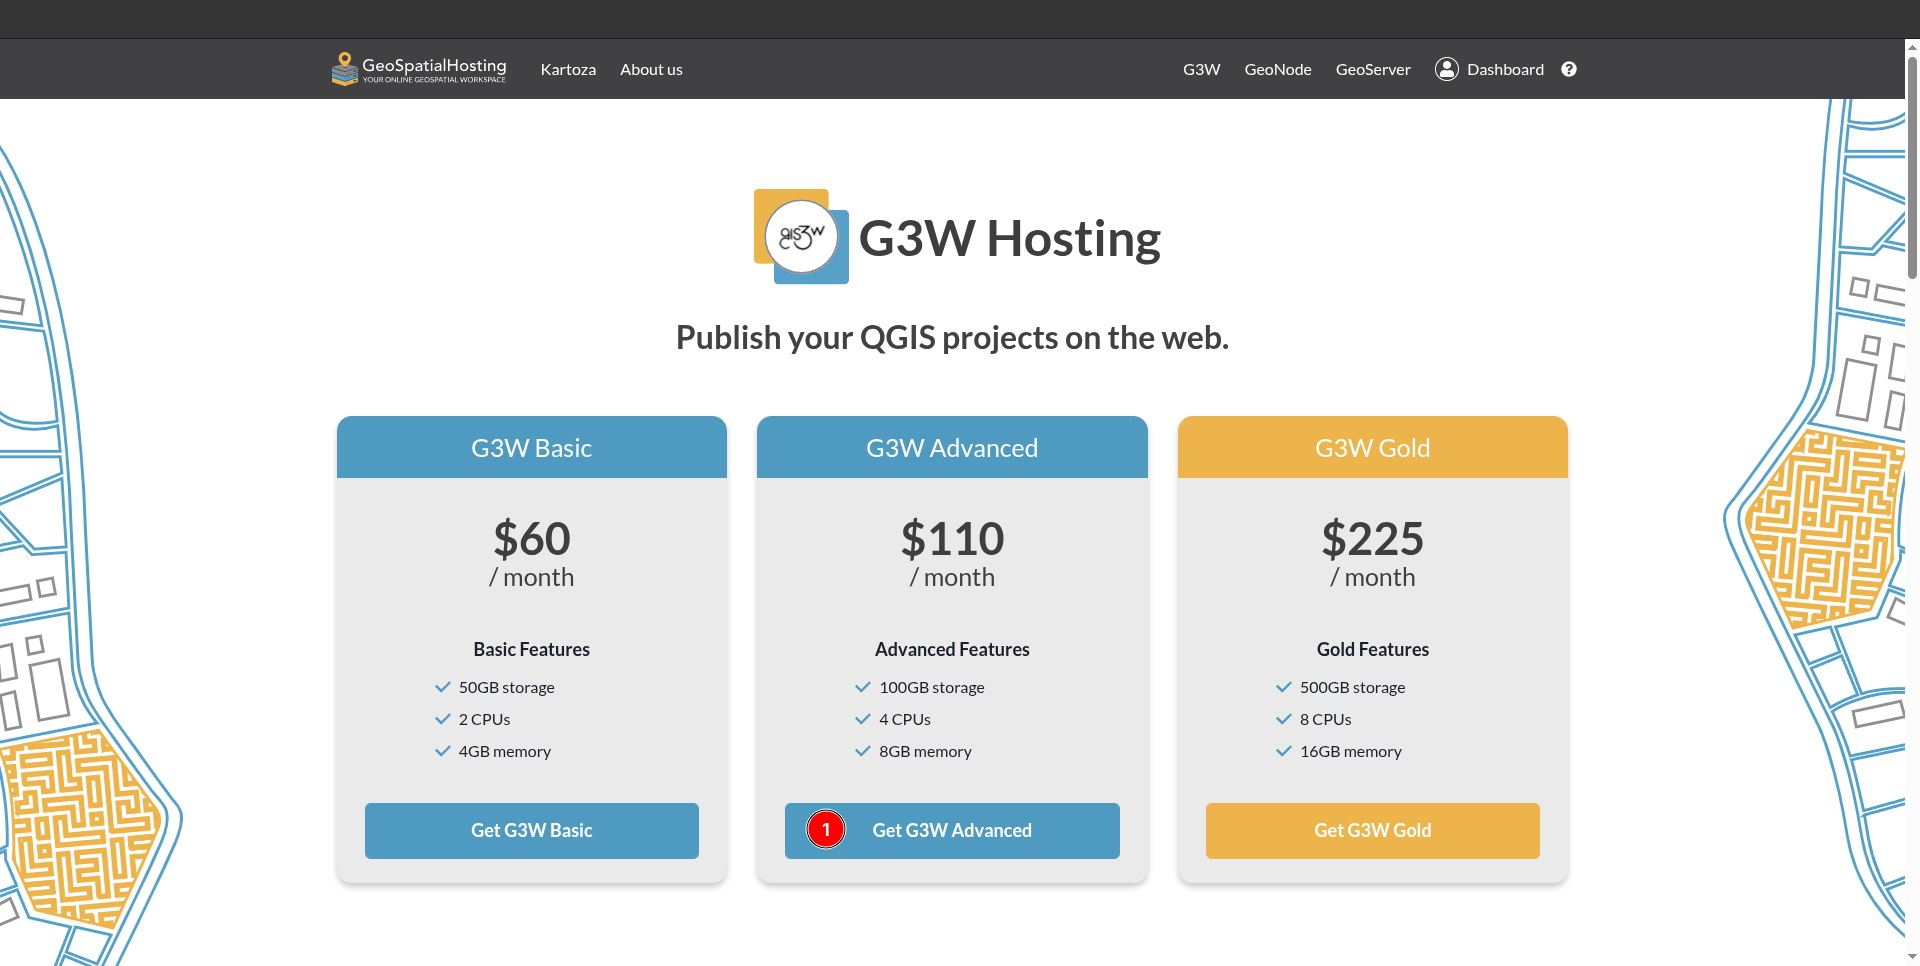 GeoSpatialHosting
YOUR ONLINE GEOSPATIAL WORKSPACE
Kartoza
About us
G3W
GeoNode
GeoServer
Dashboard
?
GIS3W
G3W Hosting
Publish your QGIS projects on the web.
G3W Basic
$60
/ month
Basic Features
50GB storage
2 CPUs
4GB memory
Get G3W Basic
G3W Advanced
$110
/ month
Advanced Features
100GB storage
4 CPUs
8GB memory
1
Get G3W Advanced
G3W Gold
$225
/ month
Gold Features
500GB storage
8 CPUs
16GB memory
Get G3W Gold